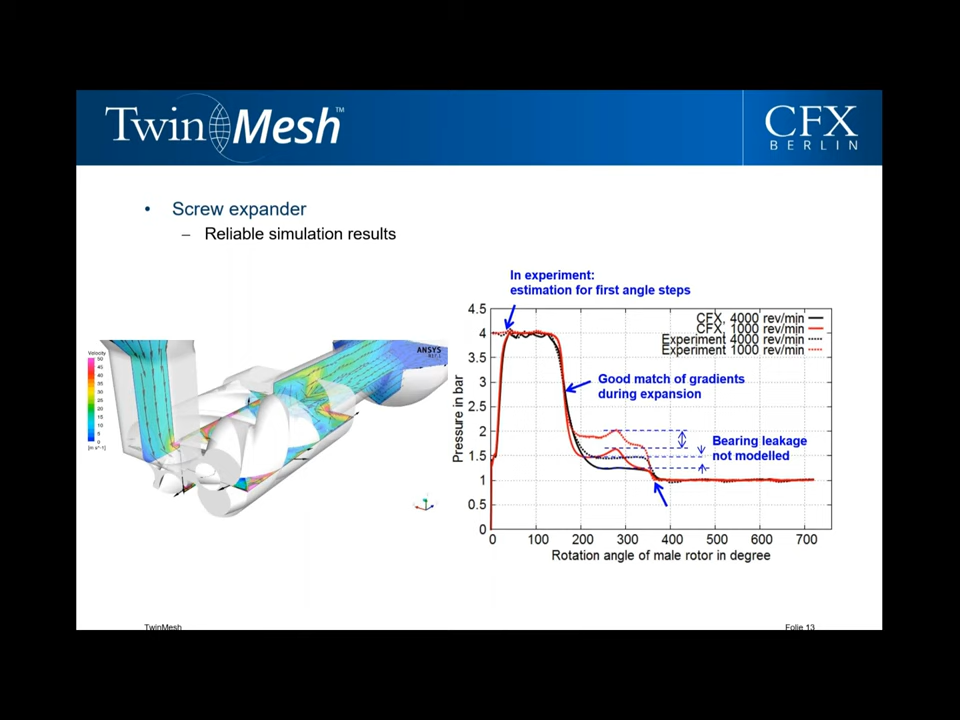 TwinMesh™
CFX
BERLIN
• Screw expander
– Reliable simulation results
In experiment:
estimation for first angle steps
4.5
4
3.5
3
2.5
2
1.5
1
0.5
0
Pressure in bar
CFX, 4000 rev/min
CFX, 1000 rev/min
Experiment 4000 rev/min
Experiment 1000 rev/min
Good match of gradients
during expansion
Bearing leakage
not modelled
0 100 200 300 400 500 600 700
Rotation angle of male rotor in degree
Velocity
50
45
40
35
30
25
20
15
10
5
0
[m s^-1]
ANSYS
TwinMesh
Folie 13